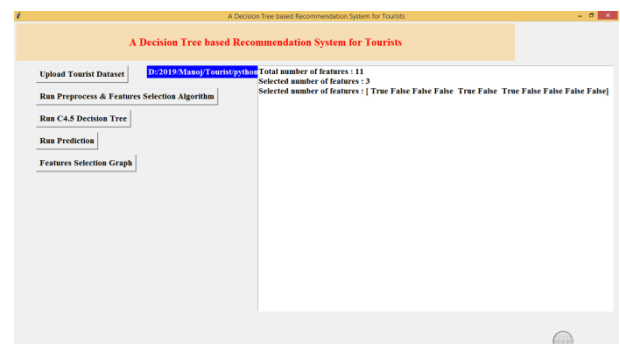 A Decision Tree based Recommendation System for Tourists
A Decision Tree based Recommendation System for Tourists
Upload Tourist Dataset
D:/2019/Manoj/Tourist/python
Run Preprocess & Features Selection Algorithm
Run C4.5 Decision Tree
Run Prediction
Features Selection Graph
Total number of features : 11
Selected number of features : 3
Selected number of features : [ True False False False  True False  True False False False False]